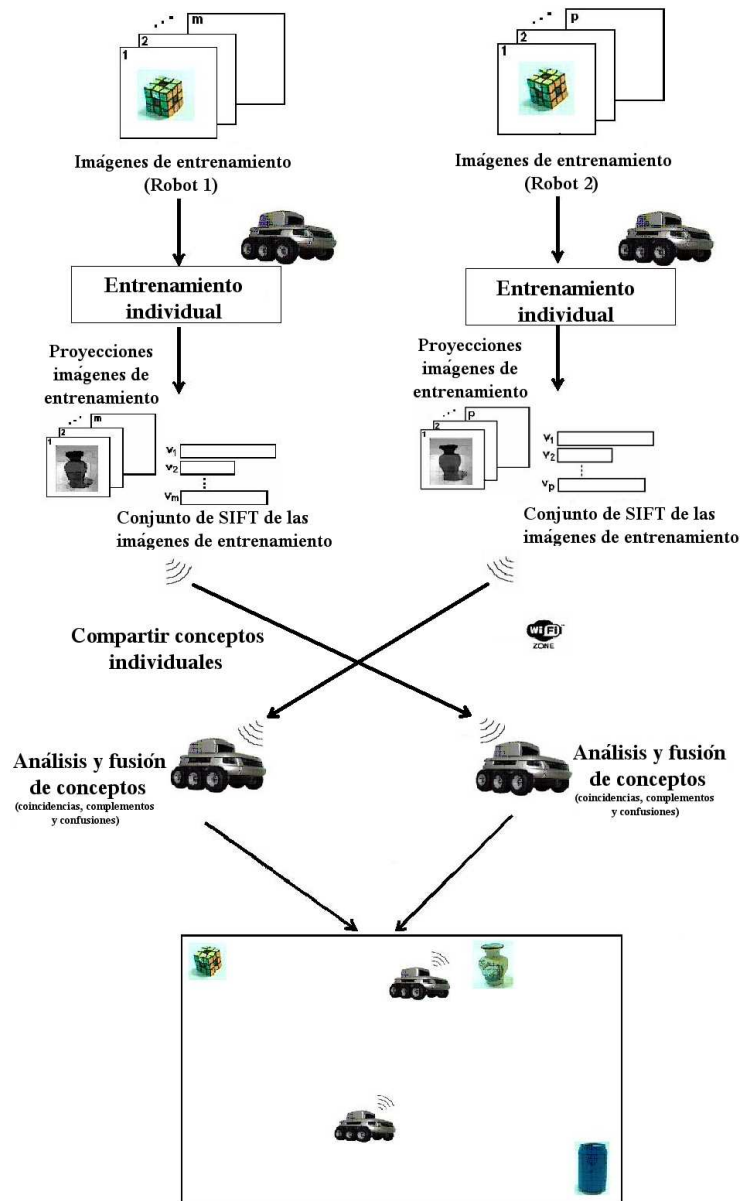 m
2
1
p
2
1
Imágenes de entrenamiento
(Robot 1)
Imágenes de entrenamiento
(Robot 2)
Entrenamiento
individual
Entrenamiento
individual
Proyecciones
imágenes de
entrenamiento
m
2
1
v1
v2
vm
Conjunto de SIFT de las
imágenes de entrenamiento
Proyecciones
imágenes de
entrenamiento
p
2
1
v1
v2
vp
Conjunto de SIFT de las
imágenes de entrenamiento
Compartir conceptos
individuales
Wi Fi
ZONE
Análisis y fusión
de conceptos
(coincidencias, complementos
y confusiones)
Análisis y fusión
de conceptos
(coincidencias, complementos
y confusiones)